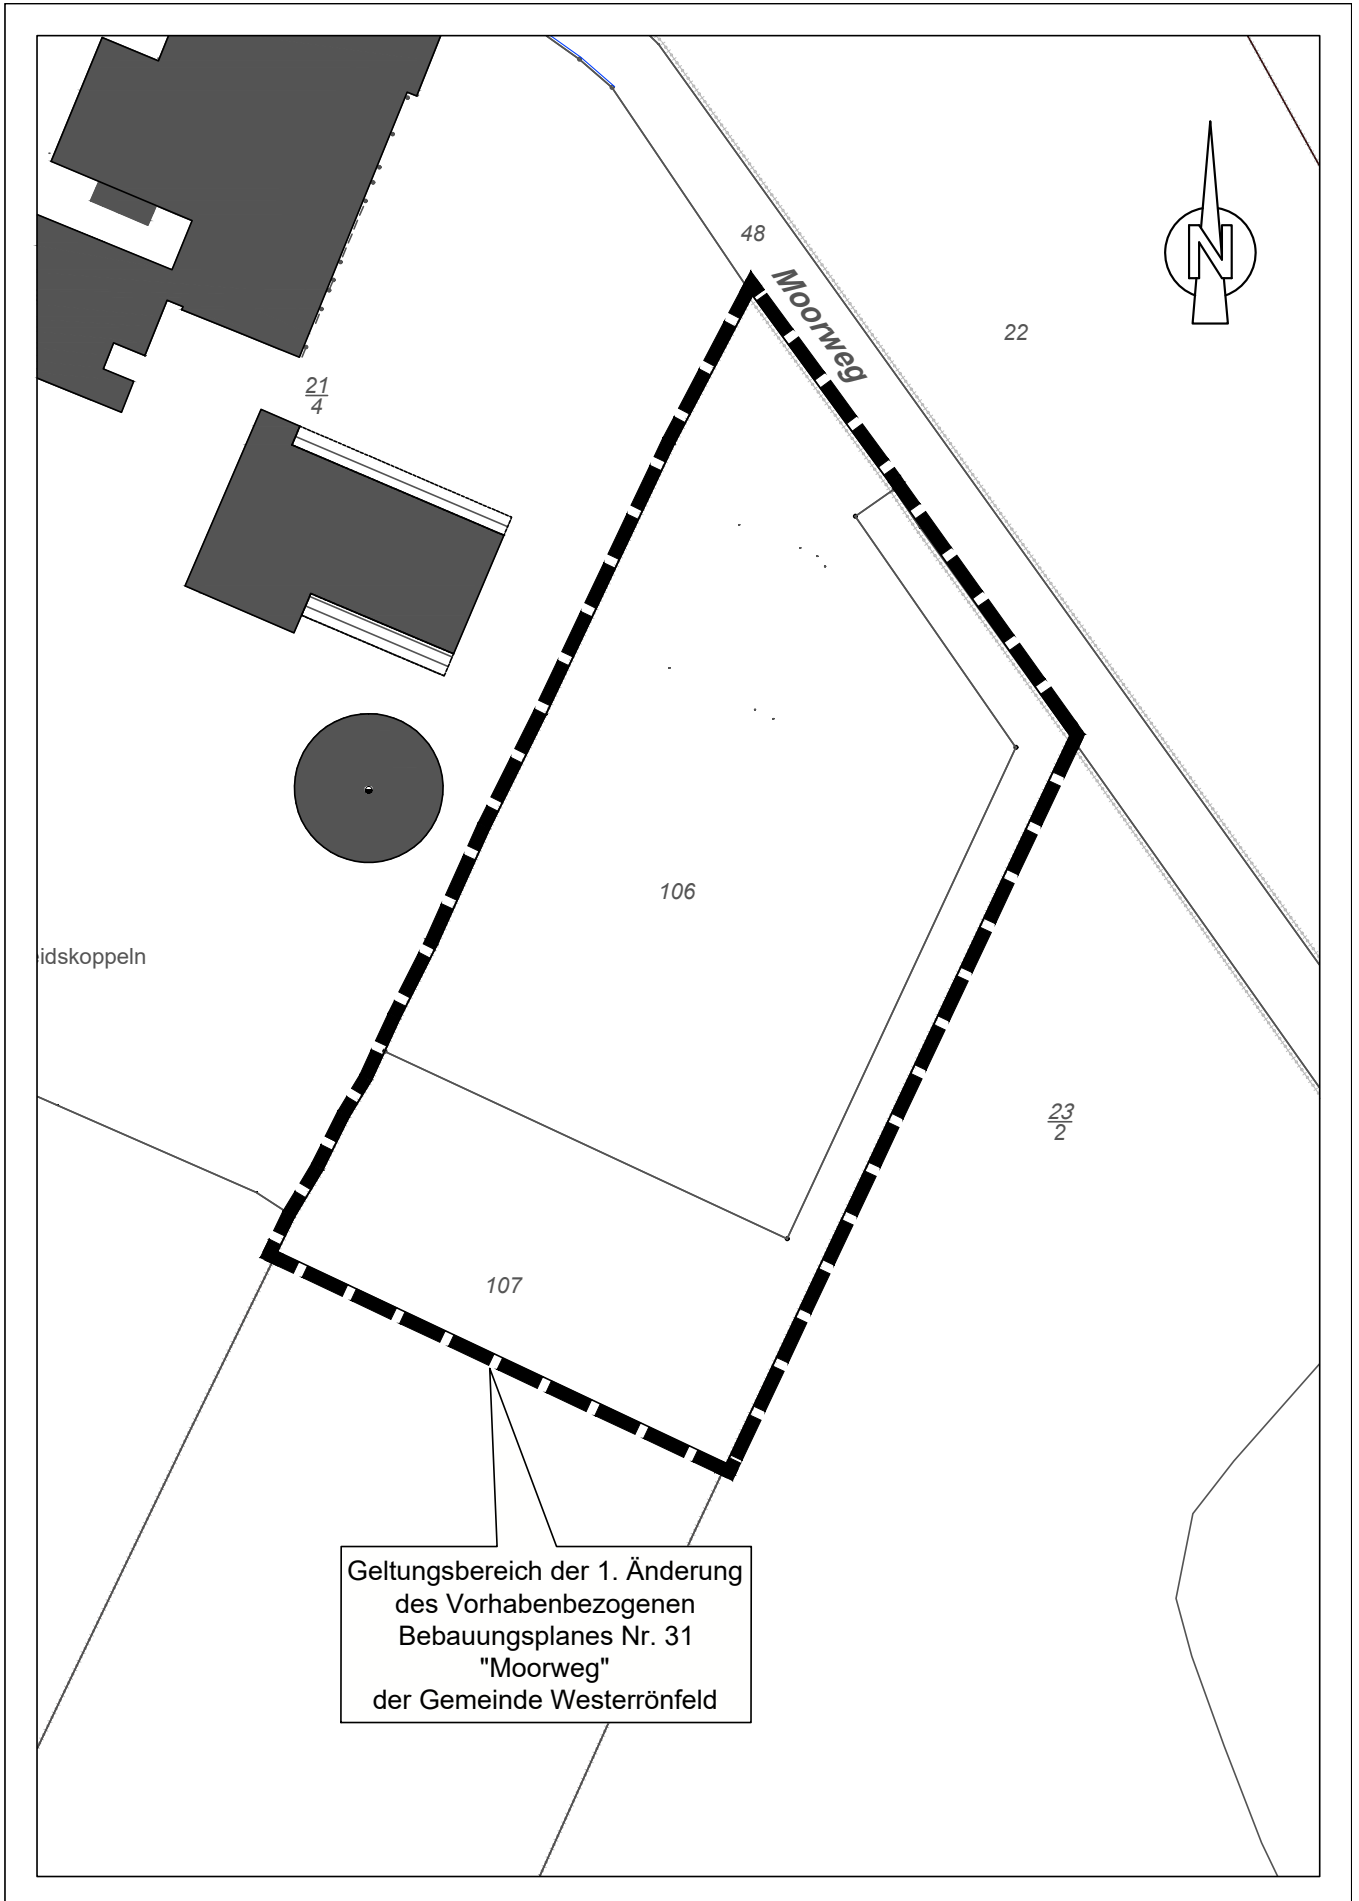 48
Moorweg
N
22
21
4
106
idskoppeln
23
2
107
Geltungsbereich der 1. Änderung
des Vorhabenbezogenen
Bebauungsplanes Nr. 31
"Moorweg"
der Gemeinde Westerrönfeld